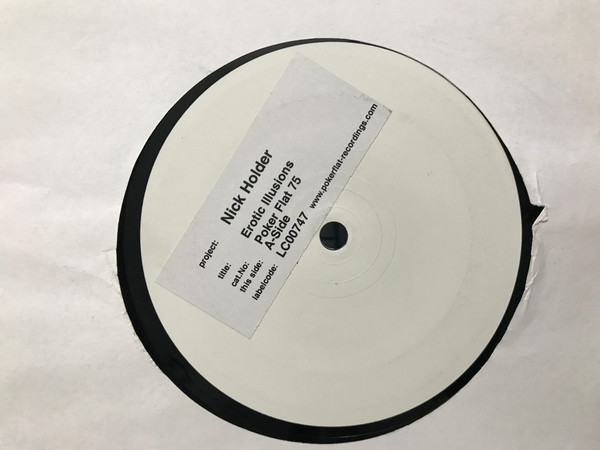 project: Nick Holder
title: Erotic Illusions
cat.No: Poker Flat 75
this side: A-Side
labelcode: LC00747 www.pokerflat-recordings.com